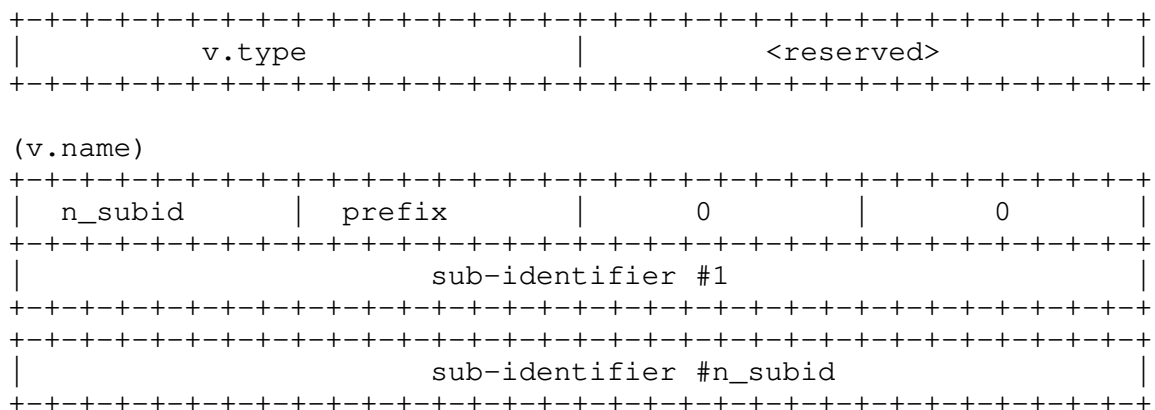 +-+-+-+-+-+-+-+-+-+-+-+-+-+-+-+-+-+-+-+-+-+-+-+-+-+-+-+-+-+-+-+-+
|          v.type               |          <reserved>           |
+-+-+-+-+-+-+-+-+-+-+-+-+-+-+-+-+-+-+-+-+-+-+-+-+-+-+-+-+-+-+-+-+
(v.name)
+-+-+-+-+-+-+-+-+-+-+-+-+-+-+-+-+-+-+-+-+-+-+-+-+-+-+-+-+-+-+-+-+
|  n_subid      |  prefix       |       0       |       0       |
+-+-+-+-+-+-+-+-+-+-+-+-+-+-+-+-+-+-+-+-+-+-+-+-+-+-+-+-+-+-+-+-+
|                       sub-identifier #1                       |
+-+-+-+-+-+-+-+-+-+-+-+-+-+-+-+-+-+-+-+-+-+-+-+-+-+-+-+-+-+-+-+-+
+-+-+-+-+-+-+-+-+-+-+-+-+-+-+-+-+-+-+-+-+-+-+-+-+-+-+-+-+-+-+-+-+
|                       sub-identifier #n_subid                 |
+-+-+-+-+-+-+-+-+-+-+-+-+-+-+-+-+-+-+-+-+-+-+-+-+-+-+-+-+-+-+-+-+